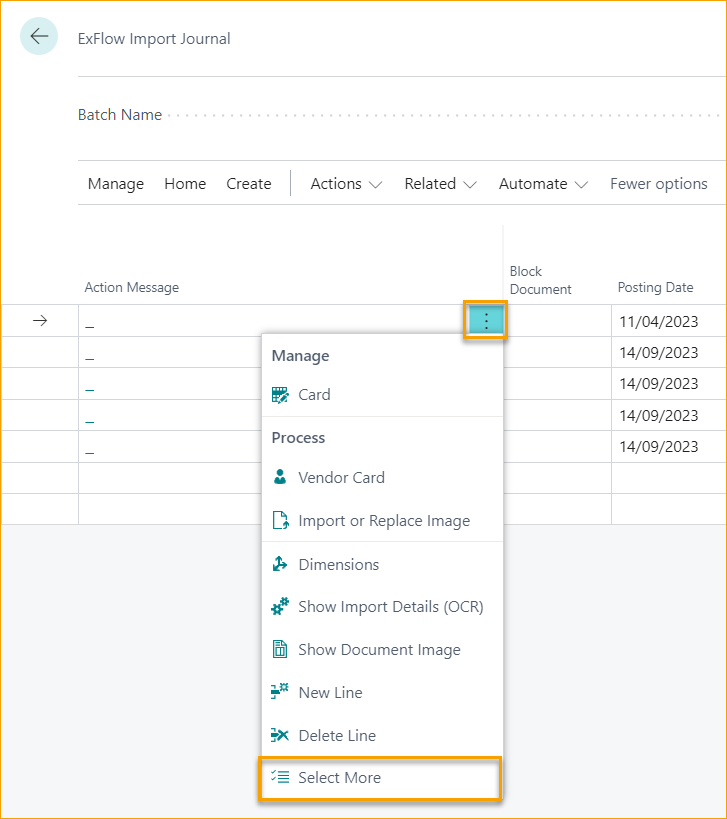 ExFlow Import Journal
Batch Name
Manage Home Create Actions Related Automate Fewer options
Block
Action Message Document Posting Date
_ 11/04/2023
_ 14/09/2023
_ 14/09/2023
_ 14/09/2023
_ 14/09/2023
Manage
Card
Process
Vendor Card
Import or Replace Image
Dimensions
Show Import Details (OCR)
Show Document Image
New Line
Delete Line
Select More